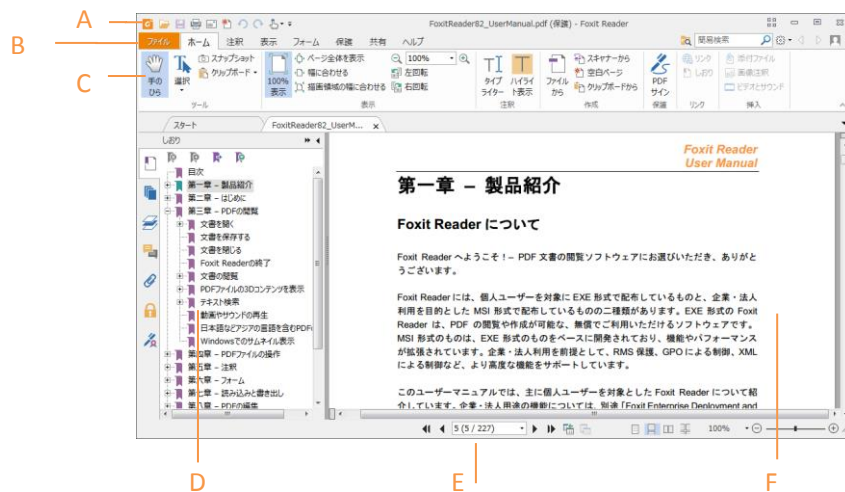 A
B
C
FoxitReader82_UserManual.pdf (保護) - Foxit Reader
ファイル ホーム 注釈 表示 フォーム 保護 共有 ヘルプ
簡易検索
手の
ひら
選択
スナップショット
クリップボード
ツール
100%
表示
ページ全体を表示
幅に合わせる
描画領域の幅に合わせる
100%
左回転
右回転
表示
タイプ
ライター
ハイライ
ト表示
注釈
ファイル
から
スキャナーから
空白ページ
クリップボードから
作成
PDF
サイン
保護
リンク
しおり
リンク
添付ファイル
画像注釈
ビデオとサウンド
挿入
スタート
FoxitReader82_UserM... x
しおり
目次
第一章 – 製品紹介
第二章 – はじめに
第三章 – PDFの閲覧
文書を開く
文書を保存する
文書を閉じる
Foxit Readerの終了
文書の閲覧
PDFファイルの3Dコンテンツを表示
テキスト検索
動画やサウンドの再生
日本語などアジアの言語を含むPDF
Windowsでのサムネイル表示
第四章 – PDFファイルの操作
第五章 – 注釈
第六章 – フォーム
第七章 – 読み込みと書き出し
第八章 – PDFの編集
Foxit Reader
User Manual
第一章 – 製品紹介
Foxit Reader について
Foxit Reader へようこそ！– PDF 文書の閲覧ソフトウェアにお選びいただき、ありがと
うございます。
Foxit Reader には、個人ユーザーを対象に EXE 形式で配布しているものと、企業・法人
利用を目的とした MSI 形式で配布しているものの二種類があります。EXE 形式の Foxit
Reader は、PDF の閲覧や作成が可能な、無償でご利用いただけるソフトウェアです。
MSI 形式のものは、EXE 形式のものをベースに開発されており、機能やパフォーマンス
が拡張されています。企業・法人利用を前提として、RMS 保護、GPO による制御、XML
による制御など、より高度な機能をサポートしています。
このユーザーマニュアルでは、主に個人ユーザーを対象とした Foxit Reader について紹
介しています。企業・法人用途の機能については、別途「Foxit Enterprise Deployment and
5 (5 / 227)
100%
D
E
F